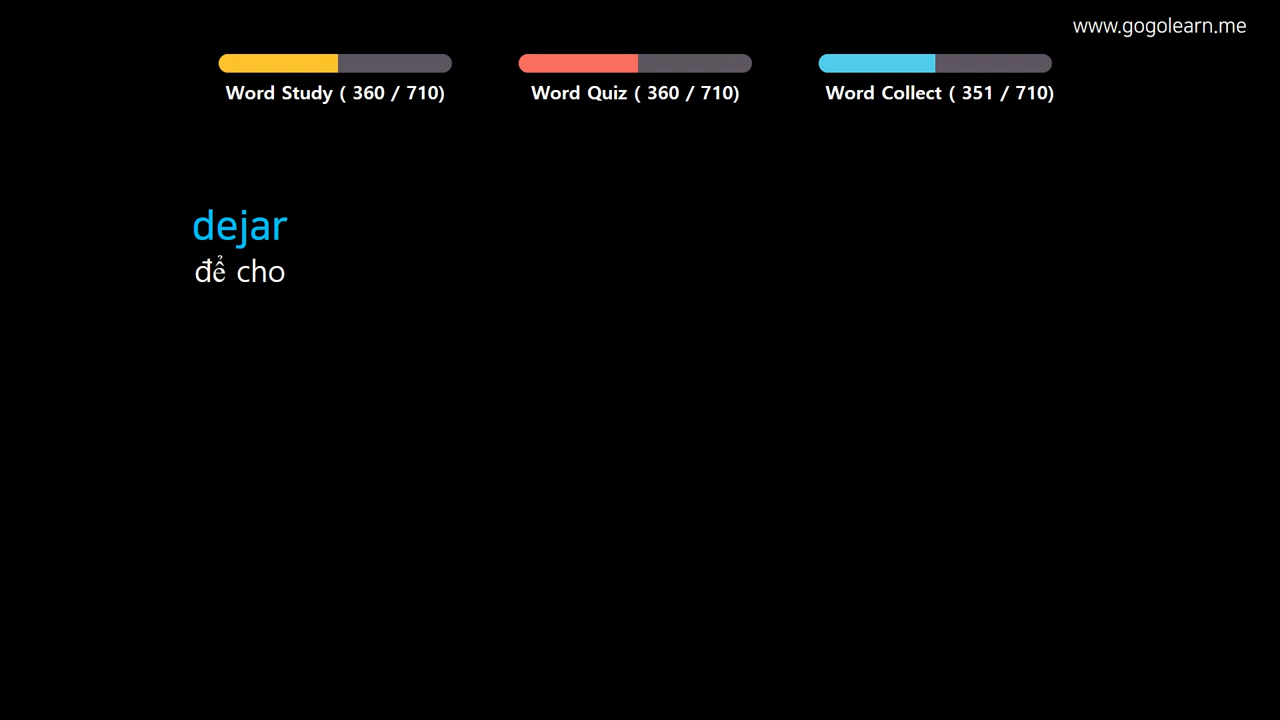 www.gogolearn.me
Word Study ( 360 / 710)
Word Quiz ( 360 / 710)
Word Collect ( 351 / 710)
dejar
để cho